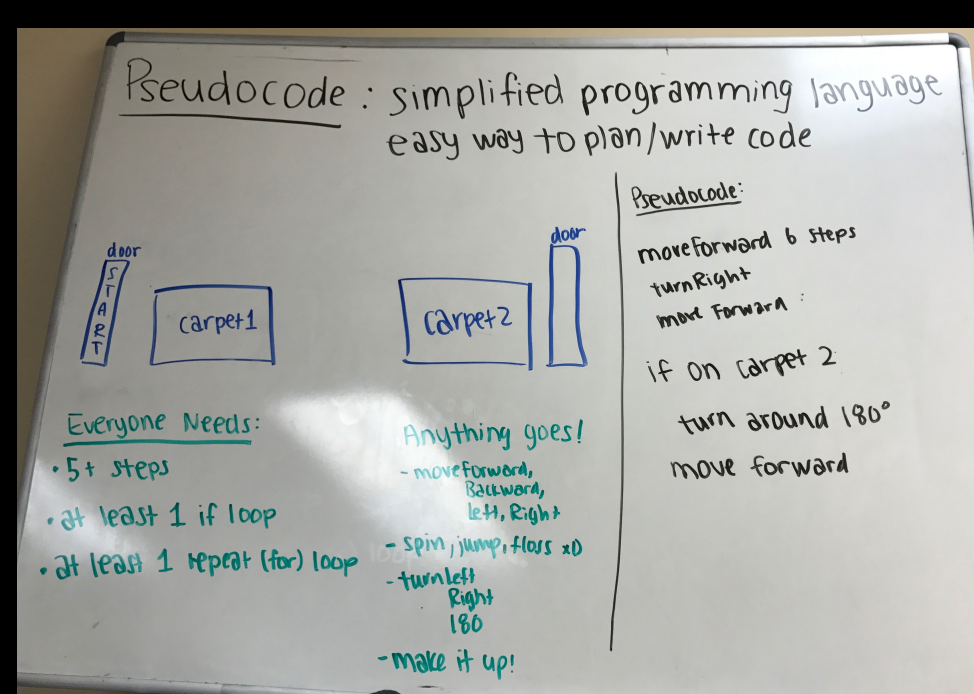 Pseudocode: simplified programming language
easy way to plan/write code
door
START
carpet1
carpet2
door
Everyone Needs:
• 5+ steps
• at least 1 if loop
• at least 1 repeat (for) loop
Anything goes!
- moveForward,
Backward,
left, Right
- spin, jump, floss xD
- turnLeft
Right
180
- make it up!
Pseudocode:
moveForward 6 steps
turnRight
move Forward
if on carpet 2
turn around 180°
move forward